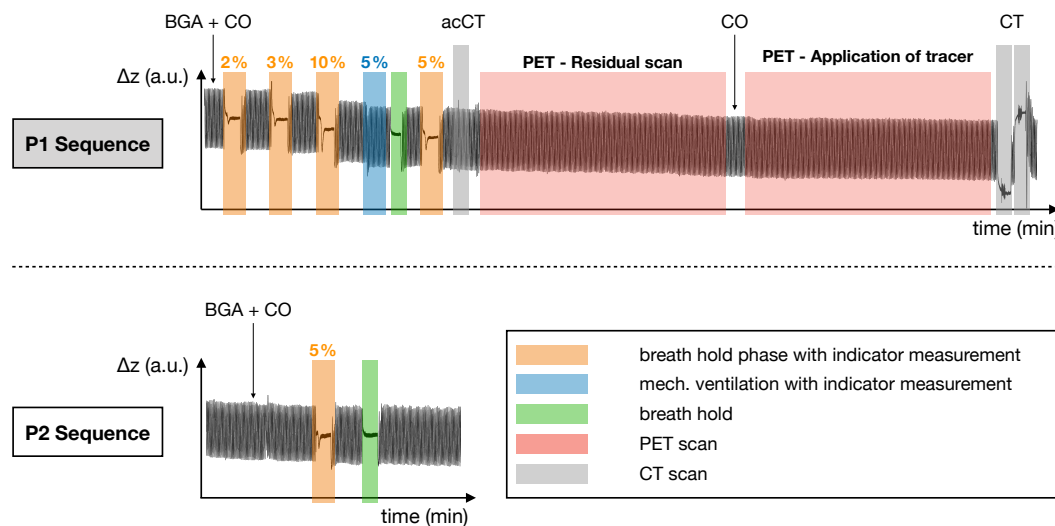 BGA + CO
acCT
CO
CT
Δz (a.u.)
2 %
3 %
10 %
5 %
5 %
PET - Residual scan
PET - Application of tracer
P1 Sequence
time (min)
BGA + CO
Δz (a.u.)
5 %
P2 Sequence
time (min)
breath hold phase with indicator measurement
mech. ventilation with indicator measurement
breath hold
PET scan
CT scan